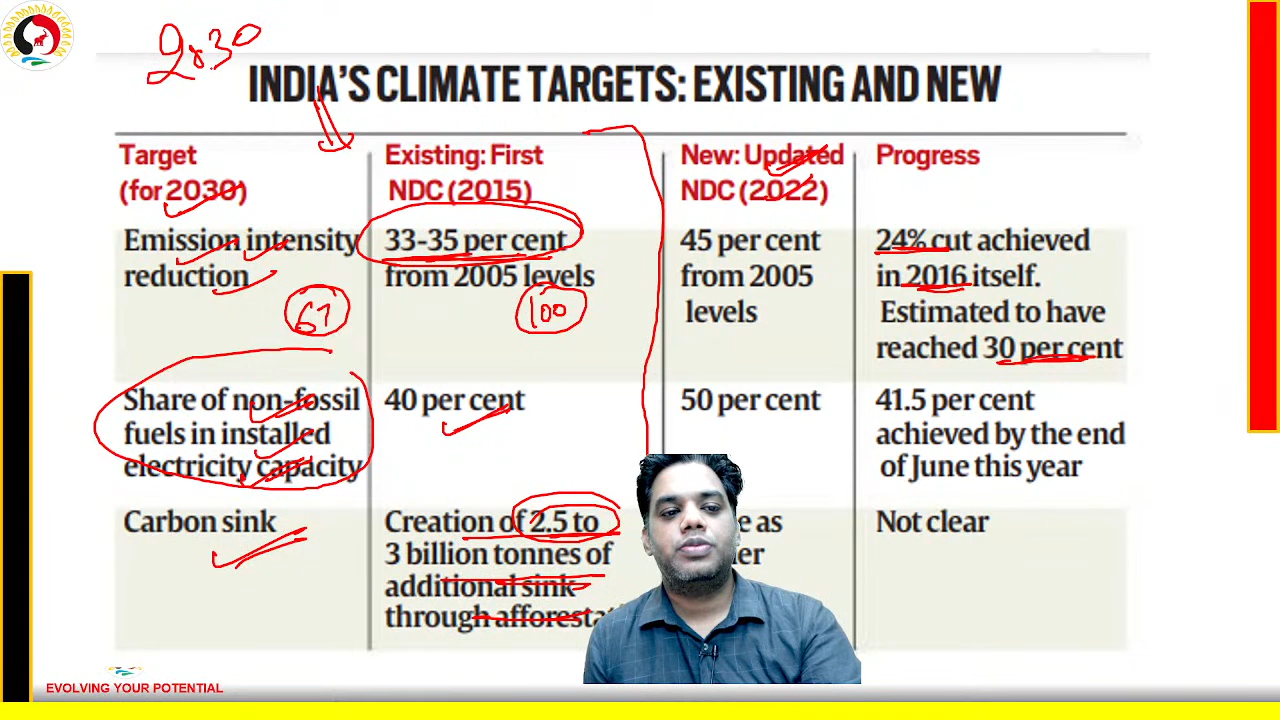 2030
INDIA'S CLIMATE TARGETS: EXISTING AND NEW
Target
(for 2030)
Existing: First
NDC (2015)
New: Updated
NDC (2022)
Progress
Emission intensity
reduction
33-35 per cent
from 2005 levels
45 per cent
from 2005
levels
24% cut achieved
in 2016 itself.
Estimated to have
reached 30 per cent
67
100
Share of non-fossil
fuels in installed
electricity capacity
40 per cent
50 per cent
41.5 per cent
achieved by the end
of June this year
Carbon sink
Creation of 2.5 to
3 billion tonnes of
additional sink
through
as
Not clear
EVOLVING YOUR POTENTIAL